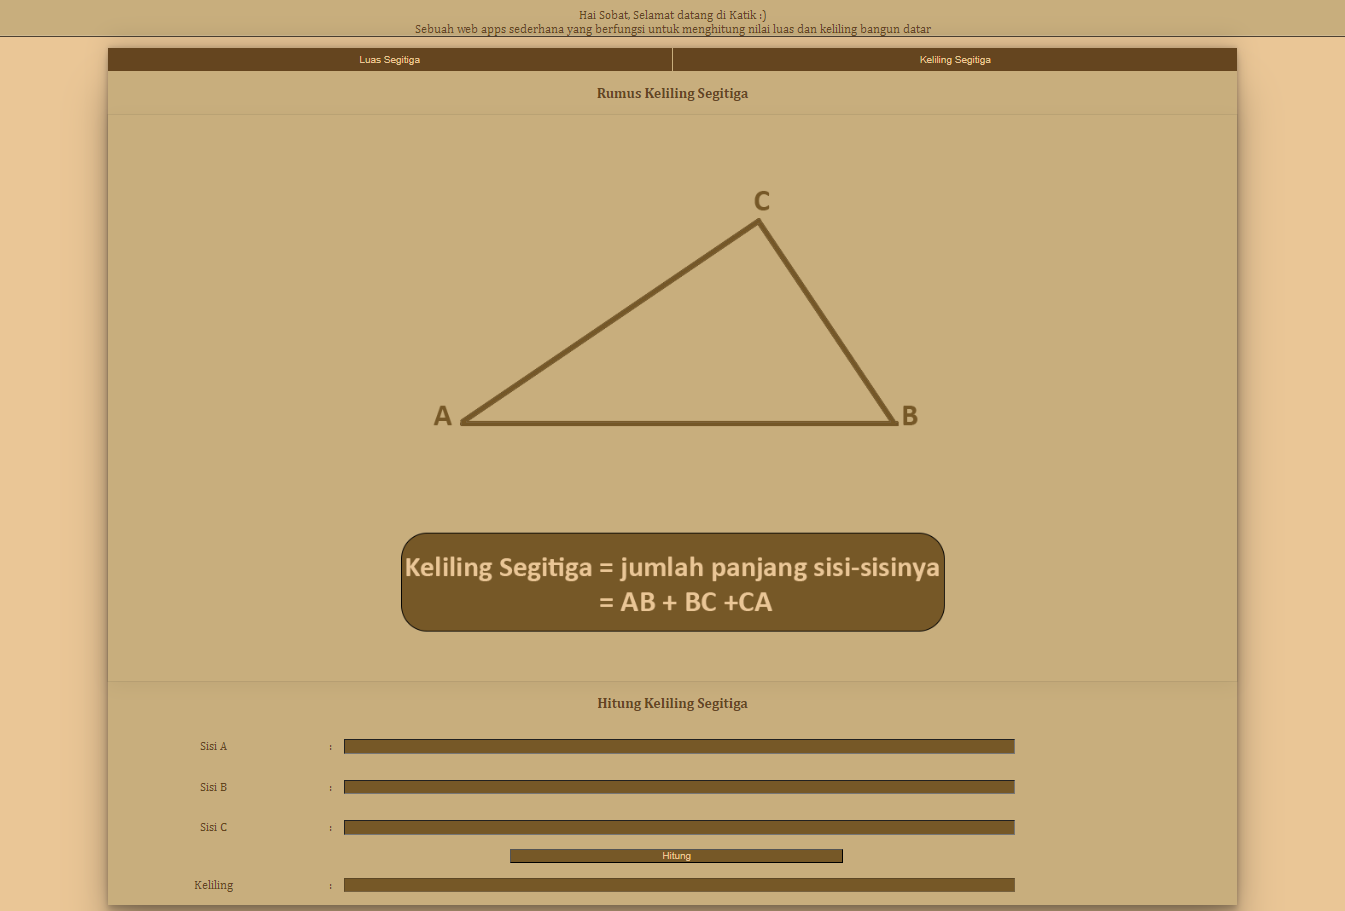 Hai Sobat, Selamat datang di Katik :)
Sebuah web apps sederhana yang berfungsi untuk menghitung nilai luas dan keliling bangun datar
Luas Segitiga
Keliling Segitiga
Rumus Keliling Segitiga
C
A
B
Keliling Segitiga = jumlah panjang sisi-sisinya
= AB + BC +CA
Hitung Keliling Segitiga
Sisi A :
Sisi B :
Sisi C :
Hitung
Keliling :